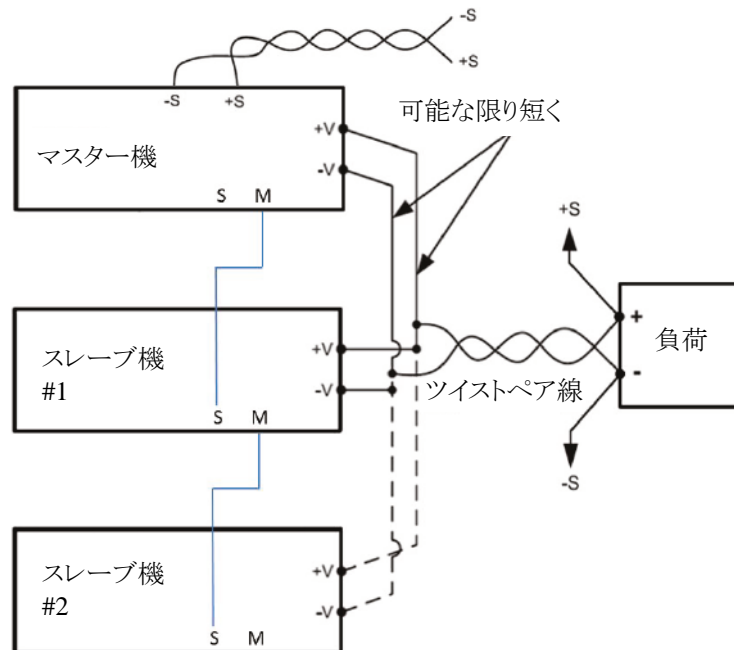 -S
+S
-S +S
可能な限り短く
+V
マスター機
-V
S M
+S
スレーブ機
#1
+V
-V
+
-
負荷
ツイストペア線
S M
-S
スレーブ機
#2
+V
-V
S M